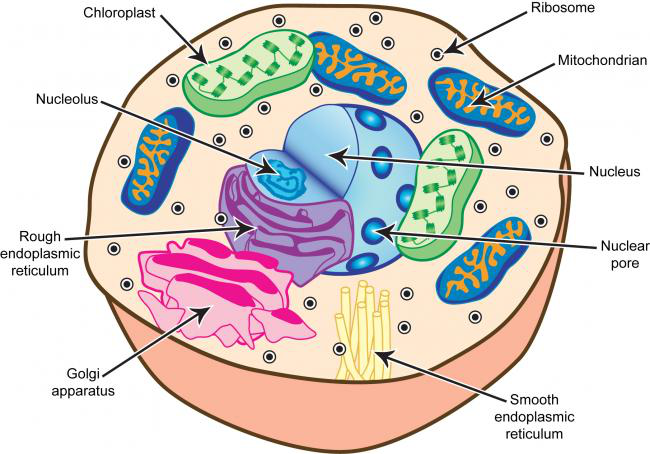 Chloroplast
Ribosome
Mitochondrian
Nucleolus
Nucleus
Rough
endoplasmic
reticulum
Nuclear
pore
Golgi
apparatus
Smooth
endoplasmic
reticulum